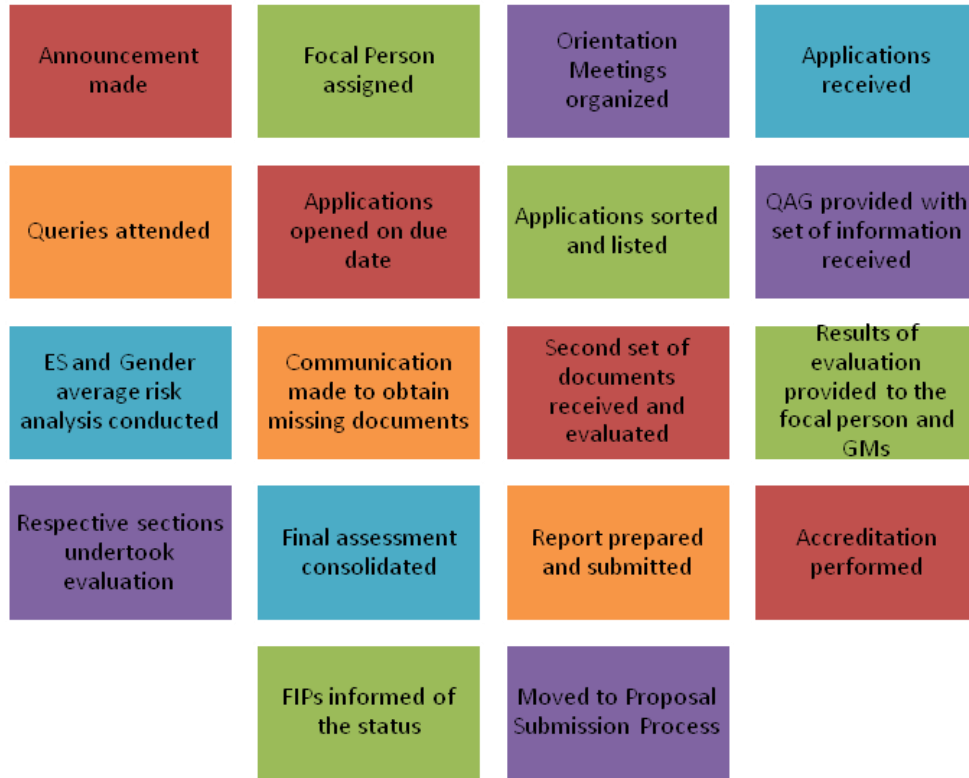 Announcement
made
Focal Person
assigned
Orientation
Meetings
organized
Applications
received
Queries attended
Applications
opened on due
date
Applications sorted
and listed
QAG provided with
set of information
received
ES and Gender
average risk
analysis conducted
Communication
made to obtain
missing documents
Second set of
documents
received and
evaluated
Results of
evaluation
provided to the
focal person and
GMs
Respective sections
undertook
evaluation
Final assessment
consolidated
Report prepared
and submitted
Accreditation
performed
FIPs informed of
the status
Moved to Proposal
Submission Process